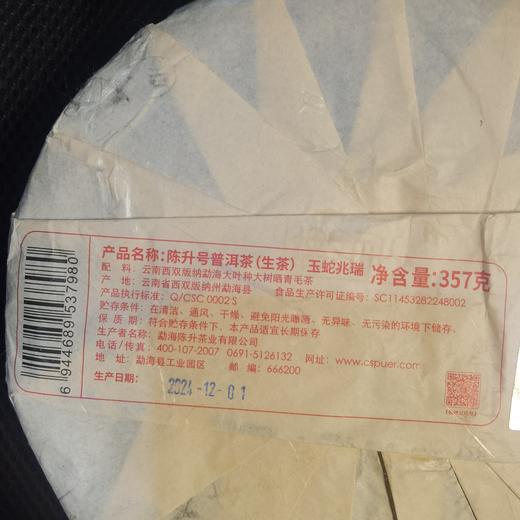 产品名称:陈升号普洱茶(生茶) 玉蛇兆瑞 净含量:357克
配 料:云南西双版纳勐海大叶种大树晒青毛茶
产 地:云南省西双版纳州勐海县 食品生产许可证编号:SC11453282248002
产品执行标准:Q/CSC 0002 S
贮存条件:在清洁、通风、干燥、避免阳光曝晒、无异味、无污染的环境下储存。
保 质 期:符合贮存条件下,本产品适宜长期保存
生产者名称:勐海陈升茶业有限公司
电话/传真:400-107-2007 0691-5126132 网址:www.cspuer.com
地 址:勐海县工业园区 邮 编:666200
生产日期:
2024-12-01
6944689537980